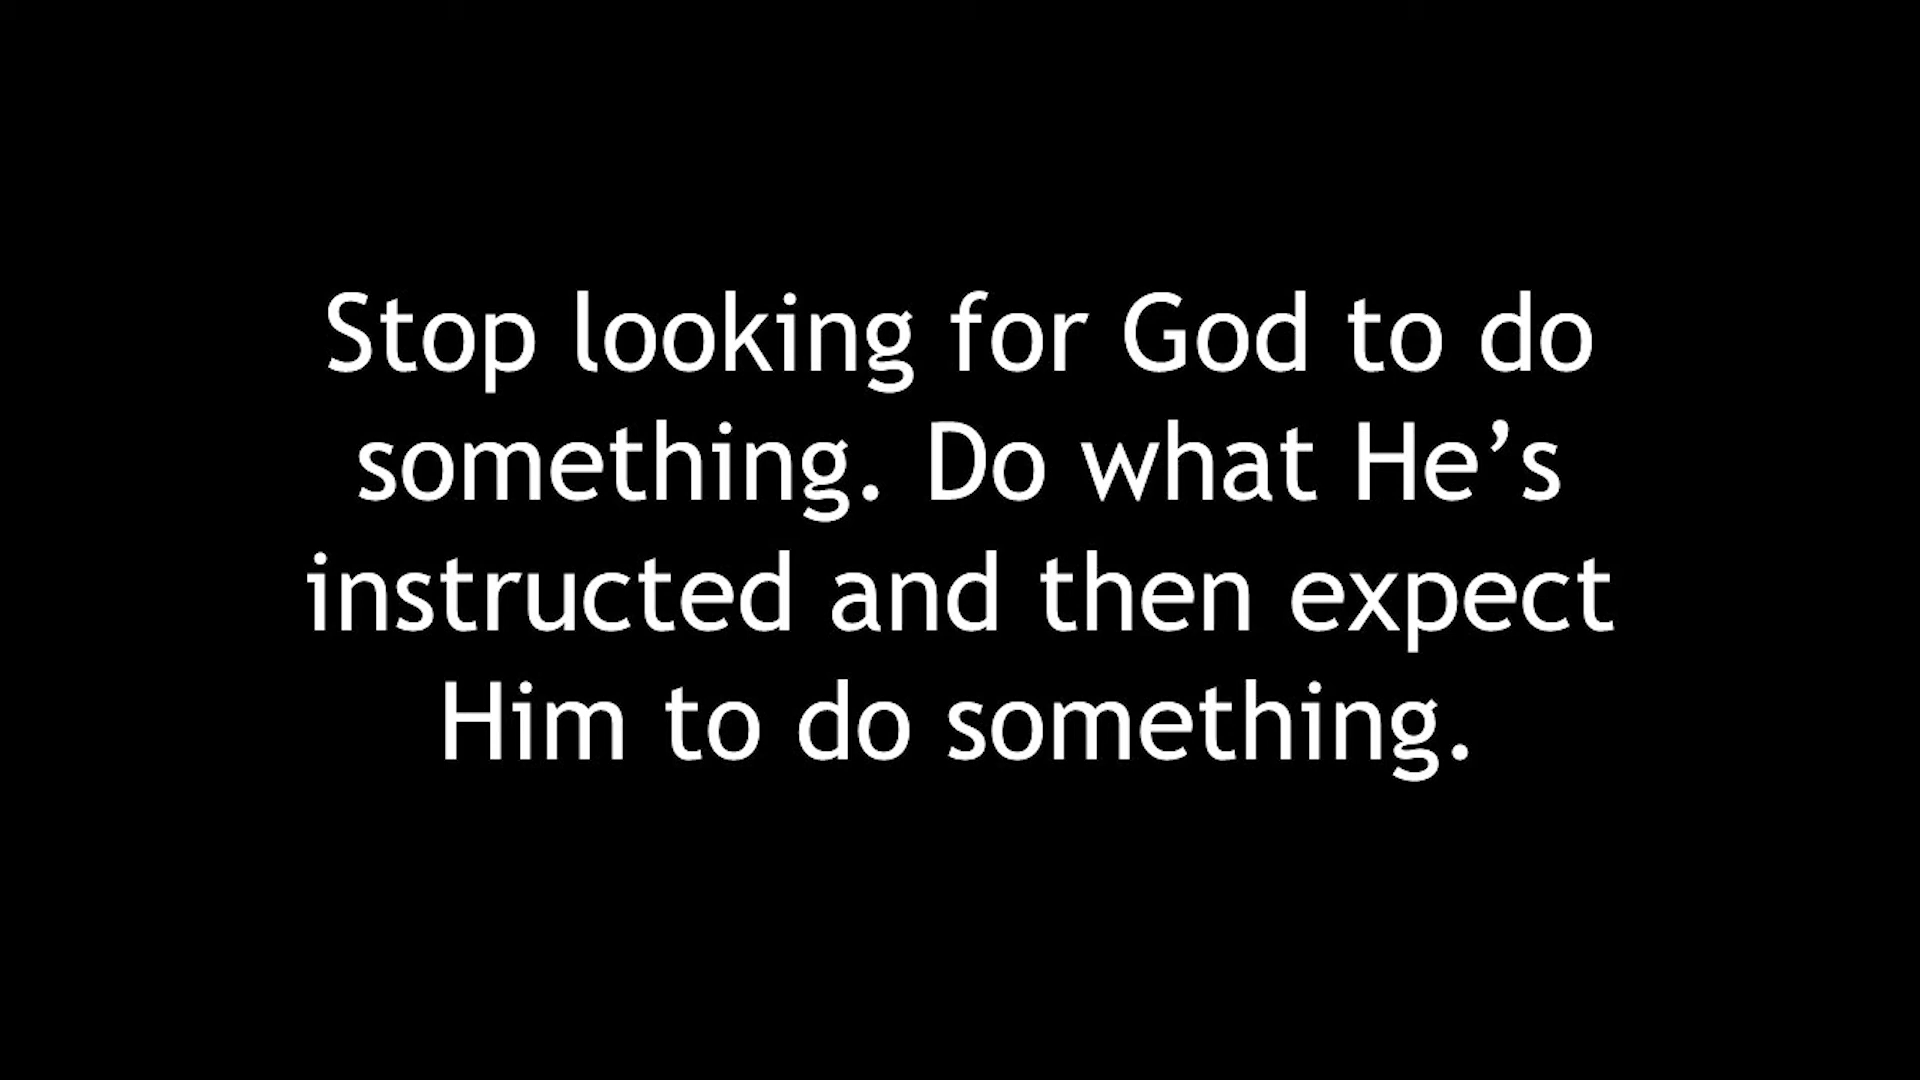 Stop looking for God to do
something. Do what He’s
instructed and then expect
Him to do something.